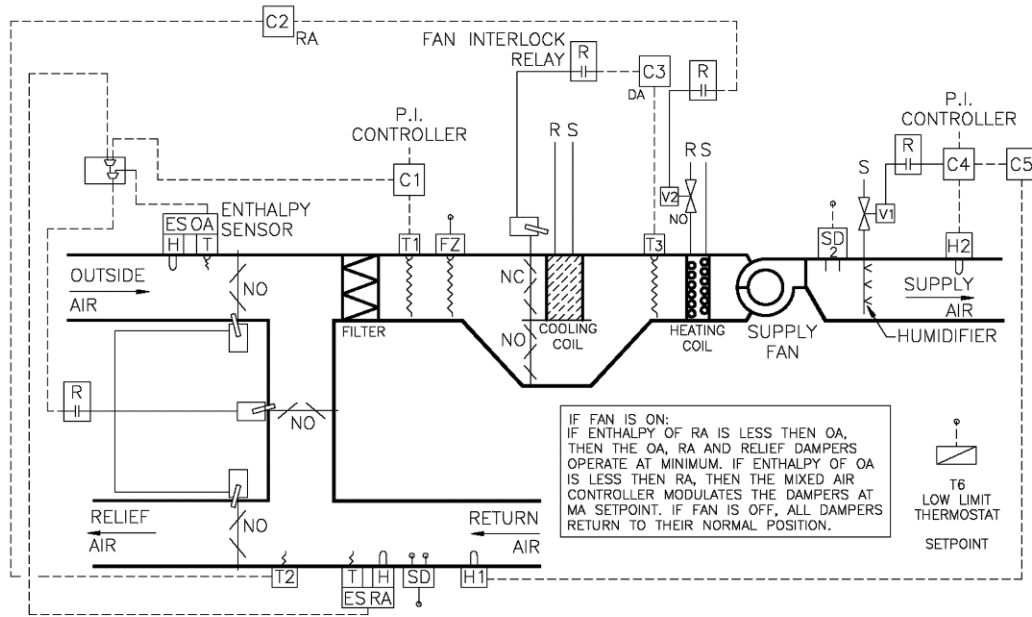 C2
RA
FAN INTERLOCK
RELAY
R
C3
DA
R
P.I.
CONTROLLER
P.I.
CONTROLLER
R S
R S
R
C4
C5
C1
S
V2
NO
V1
ES OA
H T
ENTHALPY
SENSOR
T1
FZ
T3
SD
2
H2
OUTSIDE
AIR
NO
NC
NO
FILTER
COOLING
COIL
HEATING
COIL
SUPPLY
FAN
SUPPLY
AIR
HUMIDIFIER
R
NO
IF FAN IS ON:
IF ENTHALPY OF RA IS LESS THEN OA,
THEN THE OA, RA AND RELIEF DAMPERS
OPERATE AT MINIMUM. IF ENTHALPY OF OA
IS LESS THEN RA, THEN THE MIXED AIR
CONTROLLER MODULATES THE DAMPERS AT
MA SETPOINT. IF FAN IS OFF, ALL DAMPERS
RETURN TO THEIR NORMAL POSITION.
T6
LOW LIMIT
THERMOSTAT
SETPOINT
RELIEF
AIR
NO
RETURN
AIR
T2
T H
ES RA
SD
H1